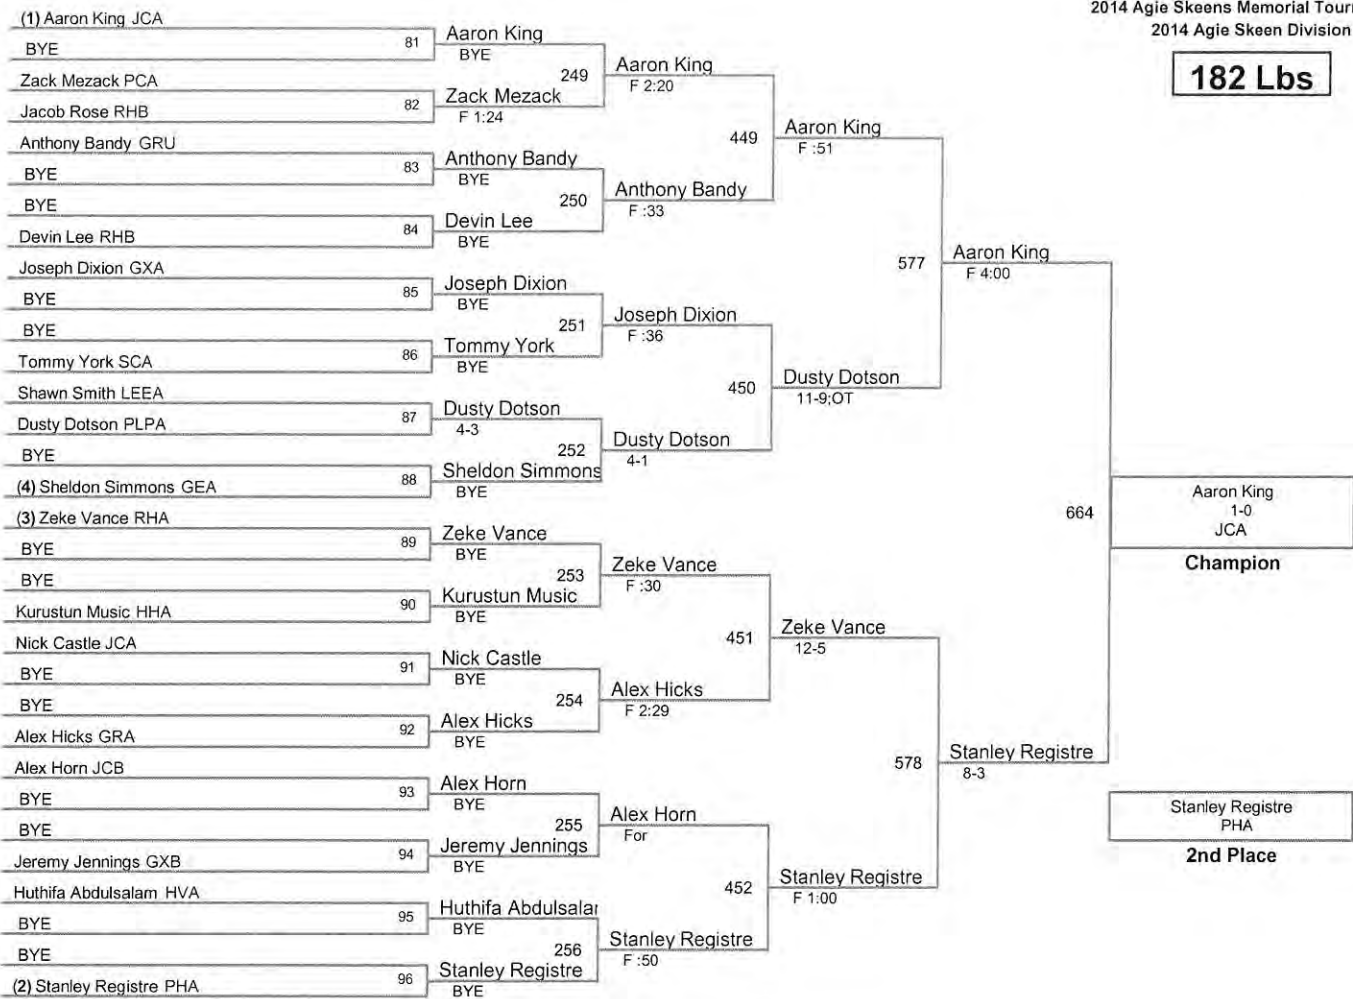 2014 Agie Skeens Memorial Tour
2014 Agie Skeen Division
182 Lbs
(1) Aaron King JCA
BYE
Zack Mezack PCA
Jacob Rose RHB
Anthony Bandy GRU
BYE
BYE
Devin Lee RHB
Joseph Dixion GXA
BYE
BYE
Tommy York SCA
Shawn Smith LEEA
Dusty Dotson PLPA
BYE
(4) Sheldon Simmons GEA
(3) Zeke Vance RHA
BYE
BYE
Kurustun Music HHA
Nick Castle JCA
BYE
BYE
Alex Hicks GRA
Alex Horn JCB
BYE
BYE
Jeremy Jennings GXB
Huthifa Abdulsalam HVA
BYE
BYE
(2) Stanley Registre PHA
81
82
83
84
85
86
87
88
89
90
91
92
93
94
95
96
Aaron King
BYE
Zack Mezack
F 1:24
Anthony Bandy
BYE
Devin Lee
BYE
Joseph Dixion
BYE
Tommy York
BYE
Dusty Dotson
4-3
Sheldon Simmons
BYE
Zeke Vance
BYE
Kurustun Music
BYE
Nick Castle
BYE
Alex Hicks
BYE
Alex Horn
BYE
Jeremy Jennings
BYE
Huthifa Abdulsalar
BYE
Stanley Registre
BYE
249
250
251
252
253
254
255
256
Aaron King
F 2:20
Anthony Bandy
F :33
Joseph Dixion
F :36
Dusty Dotson
4-1
Zeke Vance
F :30
Alex Hicks
F 2:29
Alex Horn
For
Stanley Registre
F :50
449
450
451
452
Aaron King
F :51
Dusty Dotson
11-9;OT
Zeke Vance
12-5
Stanley Registre
F 1:00
577
578
Aaron King
F 4:00
Stanley Registre
8-3
664
Aaron King
1-0
JCA
Champion
Stanley Registre
PHA
2nd Place